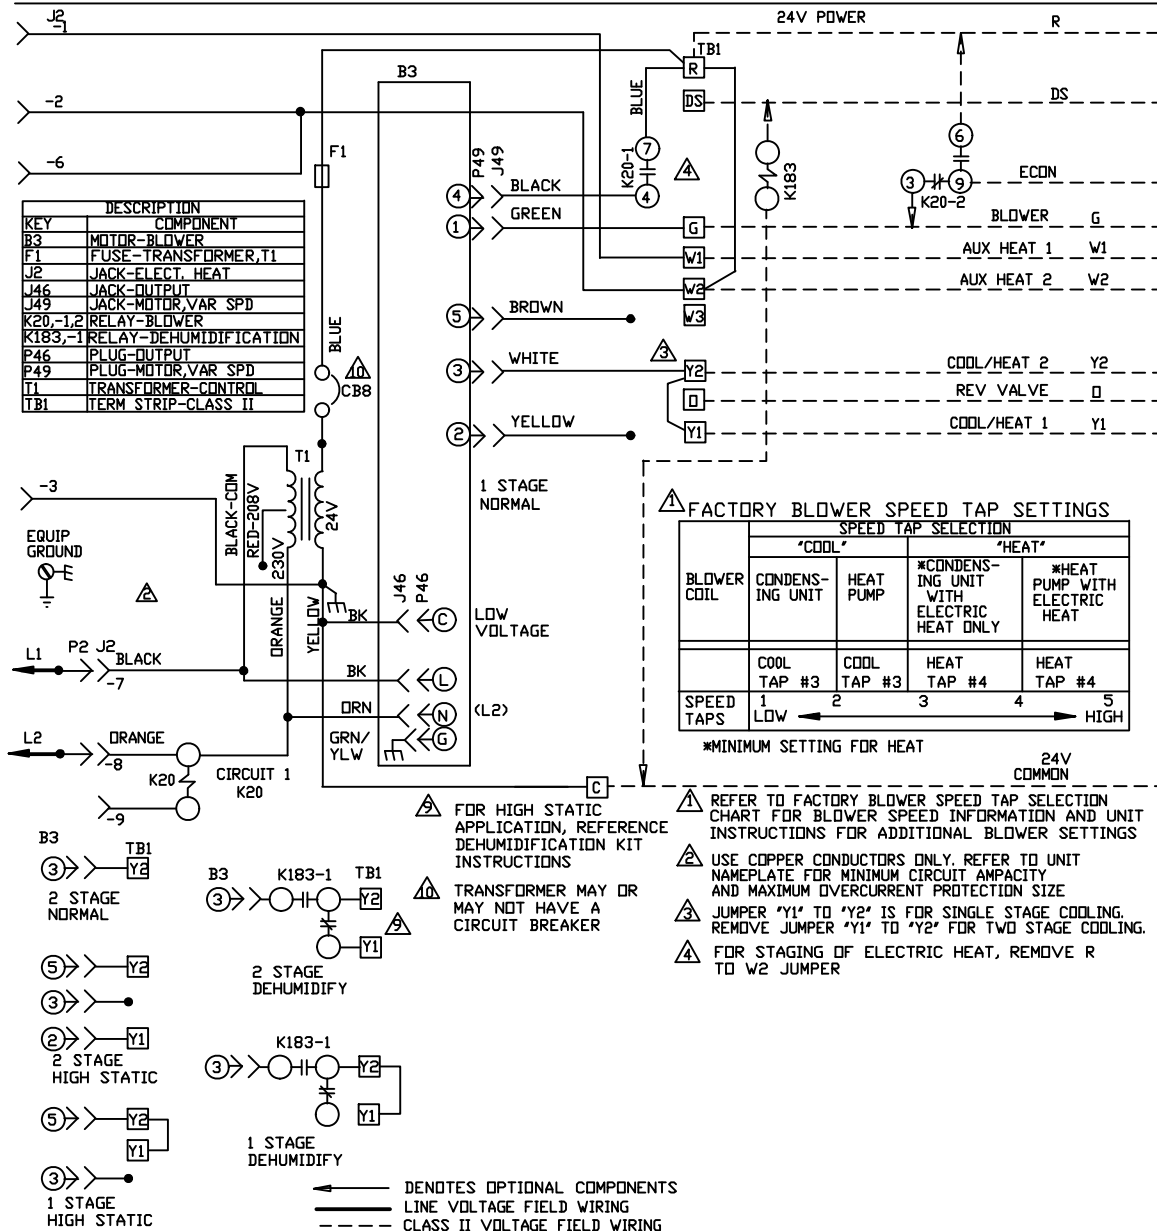 J2
-1
24V POWER
R
TB1
B3
R
BLUE
-2
DS
DS
F1
P49
J49
K20-1
7
4
4
K183
6
-6
4
BLACK
3
9
ECON
K20-2
1
GREEN
G
BLOWER G
W1
AUX HEAT 1 W1
W2
AUX HEAT 2 W2
5
BROWN
W3
DESCRIPTION
KEY COMPONENT
B3 MOTOR-BLOWER
F1 FUSE-TRANSFORMER,T1
J2 JACK-ELECT. HEAT
J46 JACK-OUTPUT
J49 JACK-MOTOR,VAR SPD
K20,-1,2 RELAY-BLOWER
K183,-1 RELAY-DEHUMIDIFICATION
P46 PLUG-OUTPUT
P49 PLUG-MOTOR,VAR SPD
T1 TRANSFORMER-CONTROL
TB1 TERM STRIP-CLASS II
BLUE
10
CB8
3
WHITE
3
Y2
COOL/HEAT 2 Y2
O
REV VALVE O
2
YELLOW
Y1
COOL/HEAT 1 Y1
T1
BLACK-COM
RED-208V
230V
24V
-3
1 STAGE
NORMAL
EQUIP
GROUND
2
ORANGE
YELLOW
J46
P46
BK
C
LOW
VOLTAGE
L1
P2 J2
BLACK
-7
BK
L
ORN
N
(L2)
GRN/
YLW
G
L2
ORANGE
-8
K20
CIRCUIT 1
K20
-9
C
1
FACTORY BLOWER SPEED TAP SETTINGS
SPEED TAP SELECTION
"COOL" "HEAT"
BLOWER
COIL
CONDENS-
ING UNIT
HEAT
PUMP
*CONDENS-
ING UNIT
WITH
ELECTRIC
HEAT ONLY
*HEAT
PUMP WITH
ELECTRIC
HEAT
COOL
TAP #3
COOL
TAP #3
HEAT
TAP #4
HEAT
TAP #4
SPEED
TAPS
1 2 3 4 5
LOW HIGH
*MINIMUM SETTING FOR HEAT
24V
COMMON
9
FOR HIGH STATIC
APPLICATION, REFERENCE
DEHUMIDIFICATION KIT
INSTRUCTIONS
10
TRANSFORMER MAY OR
MAY NOT HAVE A
CIRCUIT BREAKER
1
REFER TO FACTORY BLOWER SPEED TAP SELECTION
CHART FOR BLOWER SPEED INFORMATION AND UNIT
INSTRUCTIONS FOR ADDITIONAL BLOWER SETTINGS
2
USE COPPER CONDUCTORS ONLY. REFER TO UNIT
NAMEPLATE FOR MINIMUM CIRCUIT AMPACITY
AND MAXIMUM OVERCURRENT PROTECTION SIZE
3
JUMPER "Y1" TO "Y2" IS FOR SINGLE STAGE COOLING.
REMOVE JUMPER "Y1" TO "Y2" FOR TWO STAGE COOLING.
4
FOR STAGING OF ELECTRIC HEAT, REMOVE R
TO W2 JUMPER
B3 TB1
3 Y2
2 STAGE
NORMAL
5 Y2
3
2 Y1
2 STAGE
HIGH STATIC
5 Y2
Y1
3
1 STAGE
HIGH STATIC
B3 K183-1 TB1
3 Y2
9
Y1
2 STAGE
DEHUMIDIFY
K183-1
3 Y2
Y1
1 STAGE
DEHUMIDIFY
DENOTES OPTIONAL COMPONENTS
LINE VOLTAGE FIELD WIRING
CLASS II VOLTAGE FIELD WIRING